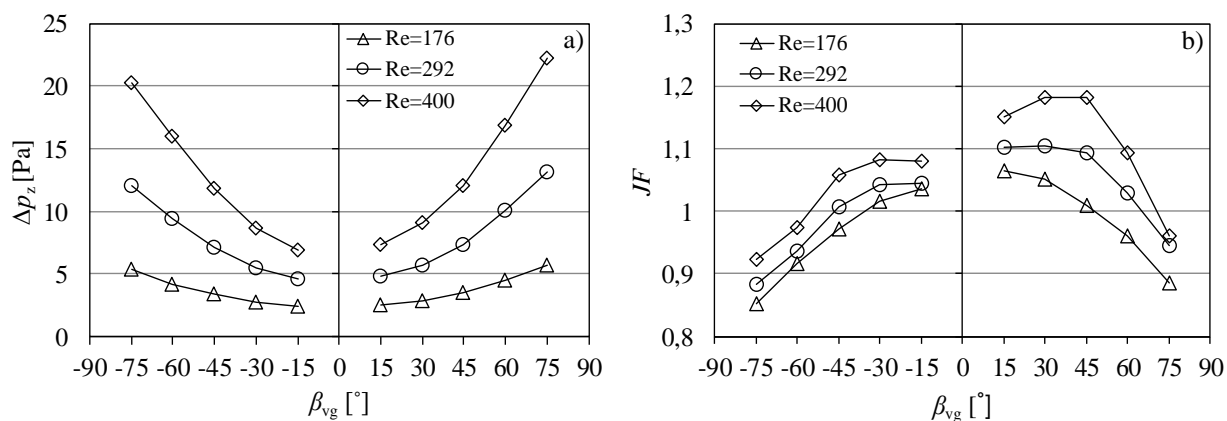 25
20
15
10
5
0
Δp_z [Pa]
a)
Re=176
Re=292
Re=400
-90 -75 -60 -45 -30 -15 0 15 30 45 60 75 90
β_vg [˚]
1,3
1,2
1,1
1
0,9
0,8
JF
b)
Re=176
Re=292
Re=400
-90 -75 -60 -45 -30 -15 0 15 30 45 60 75 90
β_vg [˚]